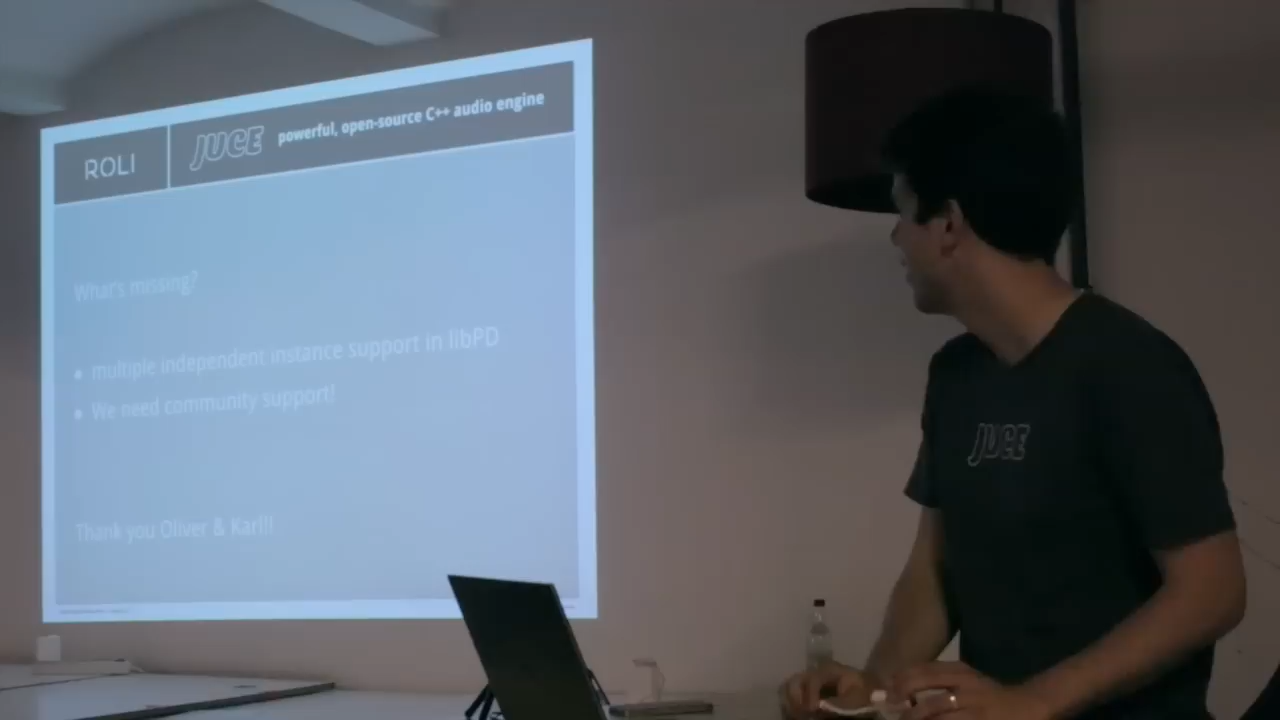 ROLI
JUCE powerful, open-source C++ audio engine
What's missing?
• multiple independent instance support in libPD
• We need community support!
Thank you Oliver & Karl!!
JUCE